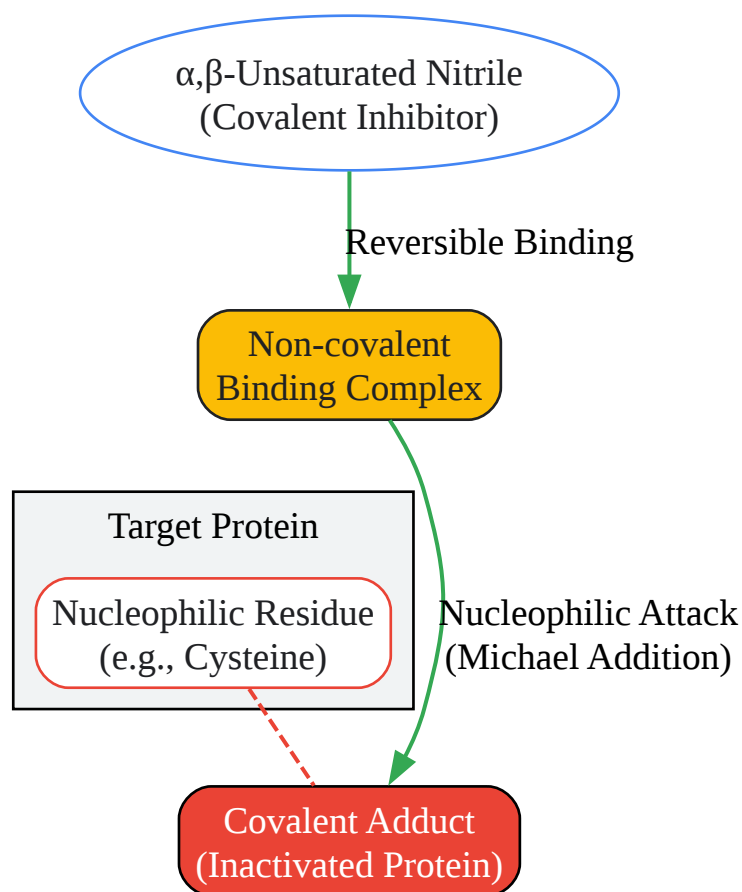 α,β-Unsaturated Nitrile
(Covalent Inhibitor)
Reversible Binding
Non-covalent
Binding Complex
Target Protein
Nucleophilic Residue
(e.g., Cysteine)
Nucleophilic Attack
(Michael Addition)
Covalent Adduct
(Inactivated Protein)